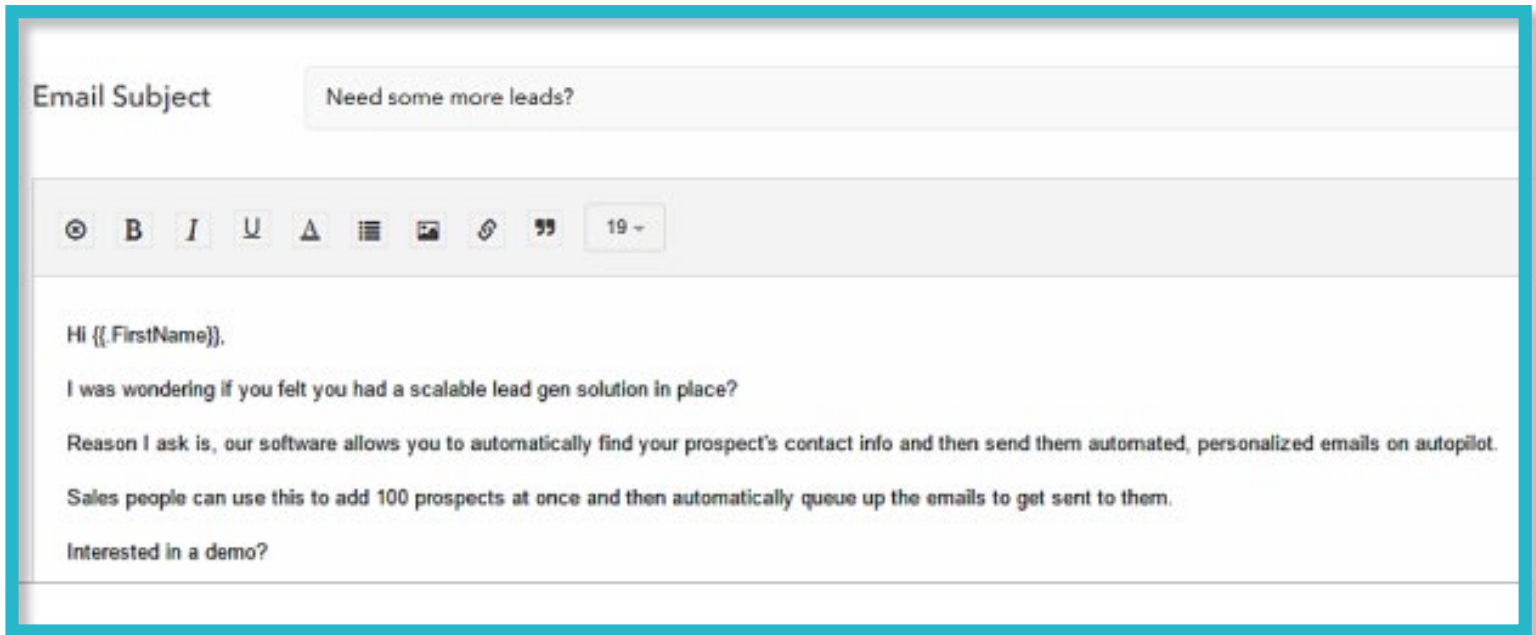 Email Subject
Need some more leads?
B I U A 19
Hi {{.FirstName}},
I was wondering if you felt you had a scalable lead gen solution in place?
Reason I ask is, our software allows you to automatically find your prospect's contact info and then send them automated, personalized emails on autopilot.
Sales people can use this to add 100 prospects at once and then automatically queue up the emails to get sent to them.
Interested in a demo?